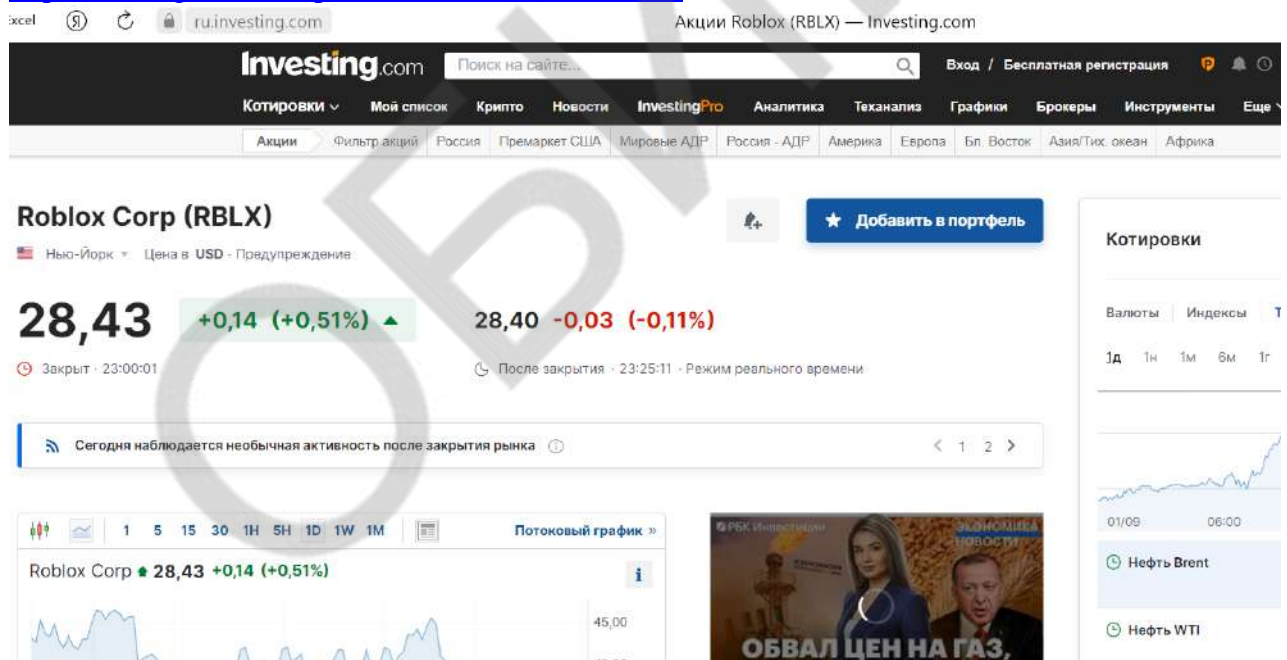 Excel ru.investing.com Акции Roblox (RBLX) — Investing.com
Investing.com Поиск на сайте... Вход / Бесплатная регистрация
Котировки Мой список Крипто Новости InvestingPro Аналитика Теханализ Графики Брокеры Инструменты Еще
Акции Фильтр акций Россия Премаркет США Мировые АДР Россия - АДР Америка Европа Бл. Восток Азия/Тих. океан Африка
Roblox Corp (RBLX)
Добавить в портфель
Котировки
Нью-Йорк Цена в USD - Предупреждение
28,43 +0,14 (+0,51%) 28,40 -0,03 (-0,11%)
Валюты Индексы
Закрыт · 23:00:01 После закрытия · 23:25:11 · Режим реального времени
1д 1н 1м 6м 1г
Сегодня наблюдается необычная активность после закрытия рынка 1 2
1 5 15 30 1H 5H 1D 1W 1M Потоковый график »
01/09 06:00
РБК Инвестиции
ЭКОНОМИКА
НОВОСТИ
Нефть Brent
Roblox Corp 28,43 +0,14 (+0,51%)
45,00
Нефть WTI
ОБВАЛ ЦЕН НА ГАЗ,